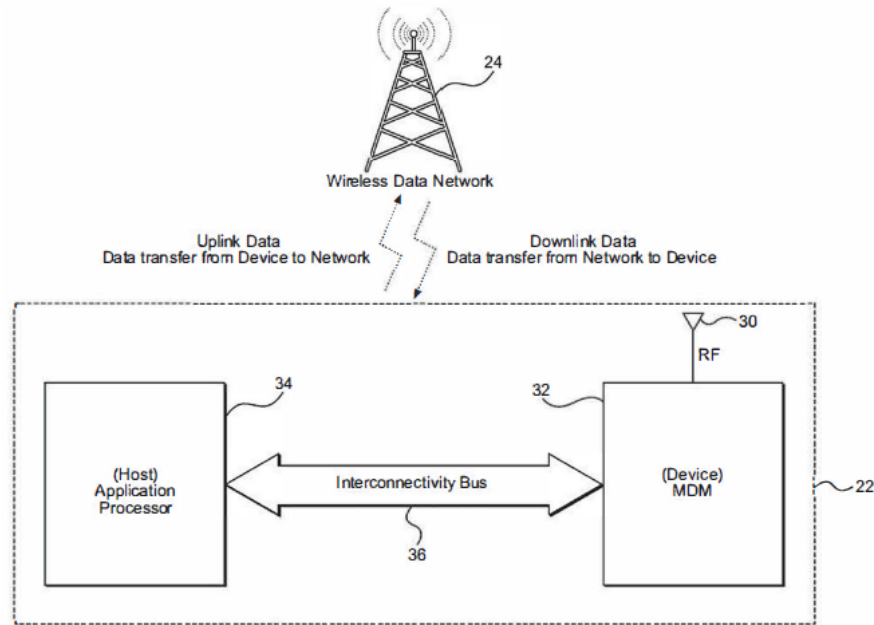 24
Wireless Data Network
Uplink Data
Data transfer from Device to Network
Downlink Data
Data transfer from Network to Device
30
RF
34
32
(Host)
Application
Processor
Interconnectivity Bus
(Device)
MDM
22
36